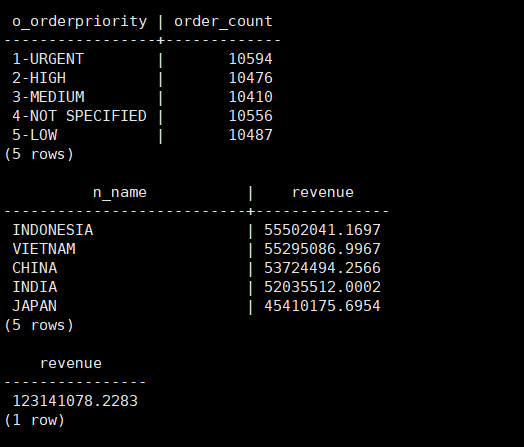 o_orderpriority | order_count
-----------------+-------------
 1-URGENT        |       10594
 2-HIGH          |       10476
 3-MEDIUM        |       10410
 4-NOT SPECIFIED |       10556
 5-LOW           |       10487
(5 rows)

          n_name           |    revenue
---------------------------+---------------
 INDONESIA                 | 55502041.1697
 VIETNAM                   | 55295086.9967
 CHINA                     | 53724494.2566
 INDIA                     | 52035512.0002
 JAPAN                     | 45410175.6954
(5 rows)

    revenue
----------------
 123141078.2283
(1 row)